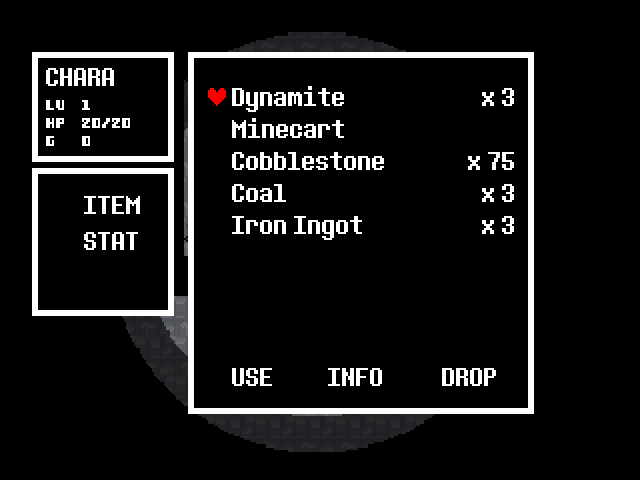 CHARA
LV 1
HP 20/20
G 0
ITEM
STAT
Dynamite x 3
Minecart
Cobblestone x 75
Coal x 3
Iron Ingot x 3
USE INFO DROP